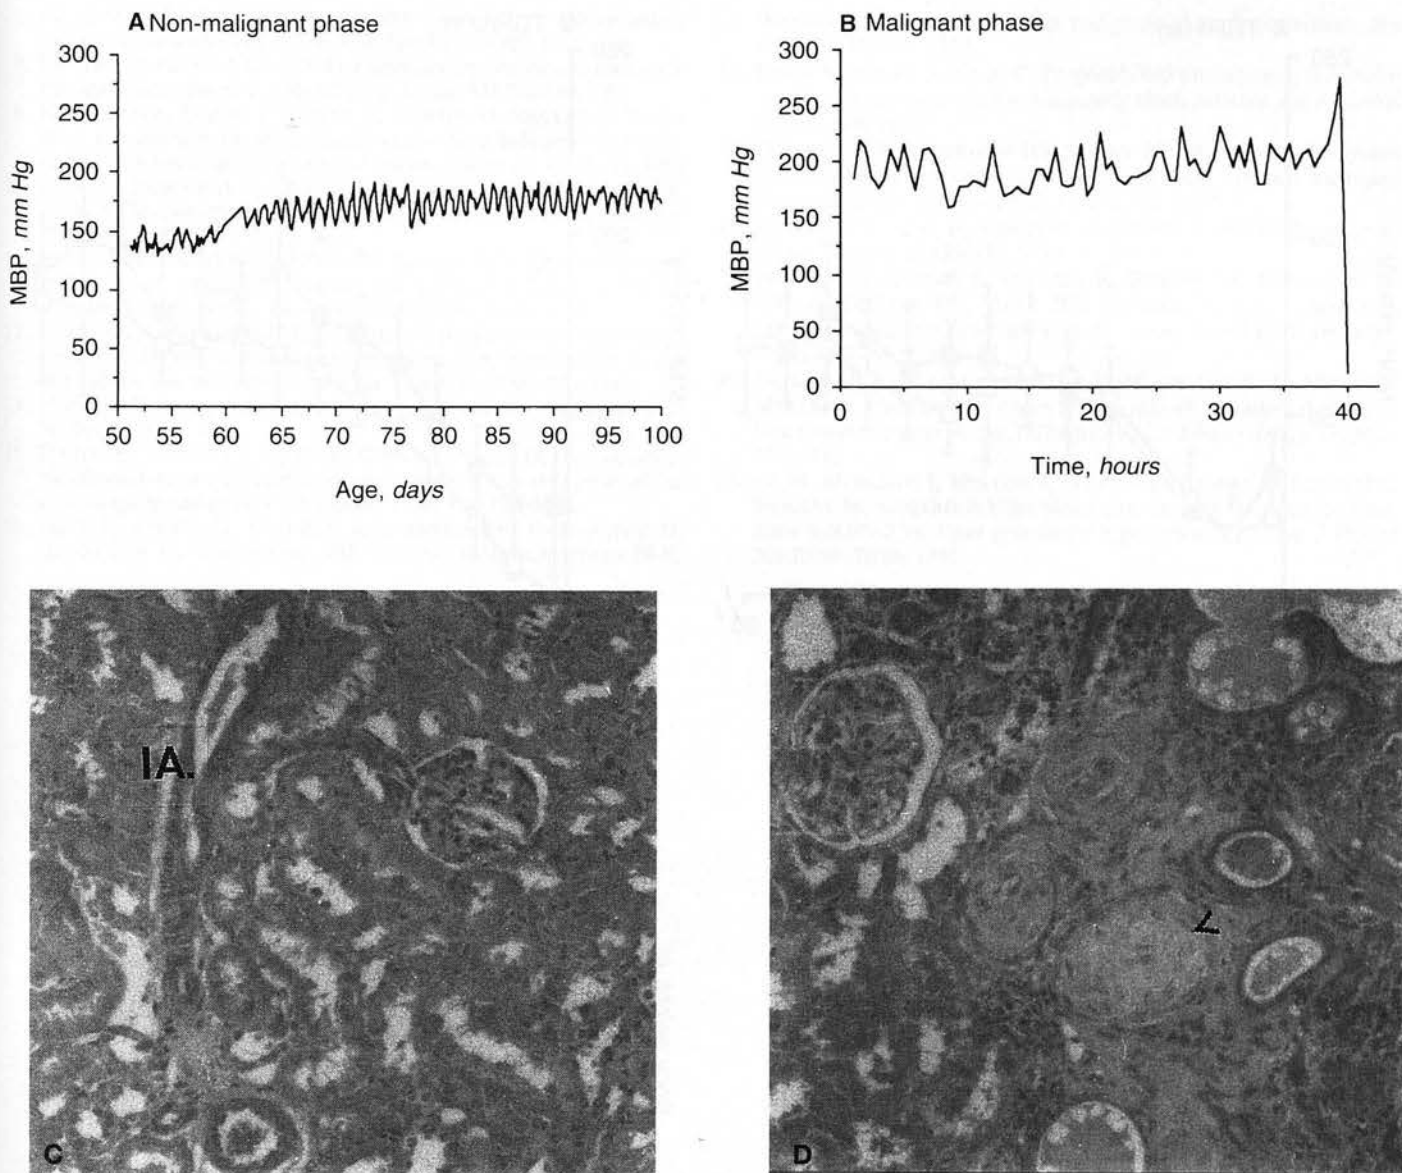 A Non-malignant phase
300
250
200
150
100
50
0
MBP, mm Hg
50 55 60 65 70 75 80 85 90 95 100
Age, days
B Malignant phase
300
250
200
150
100
50
0
MBP, mm Hg
0 10 20 30 40
Time, hours
IA.
C
D